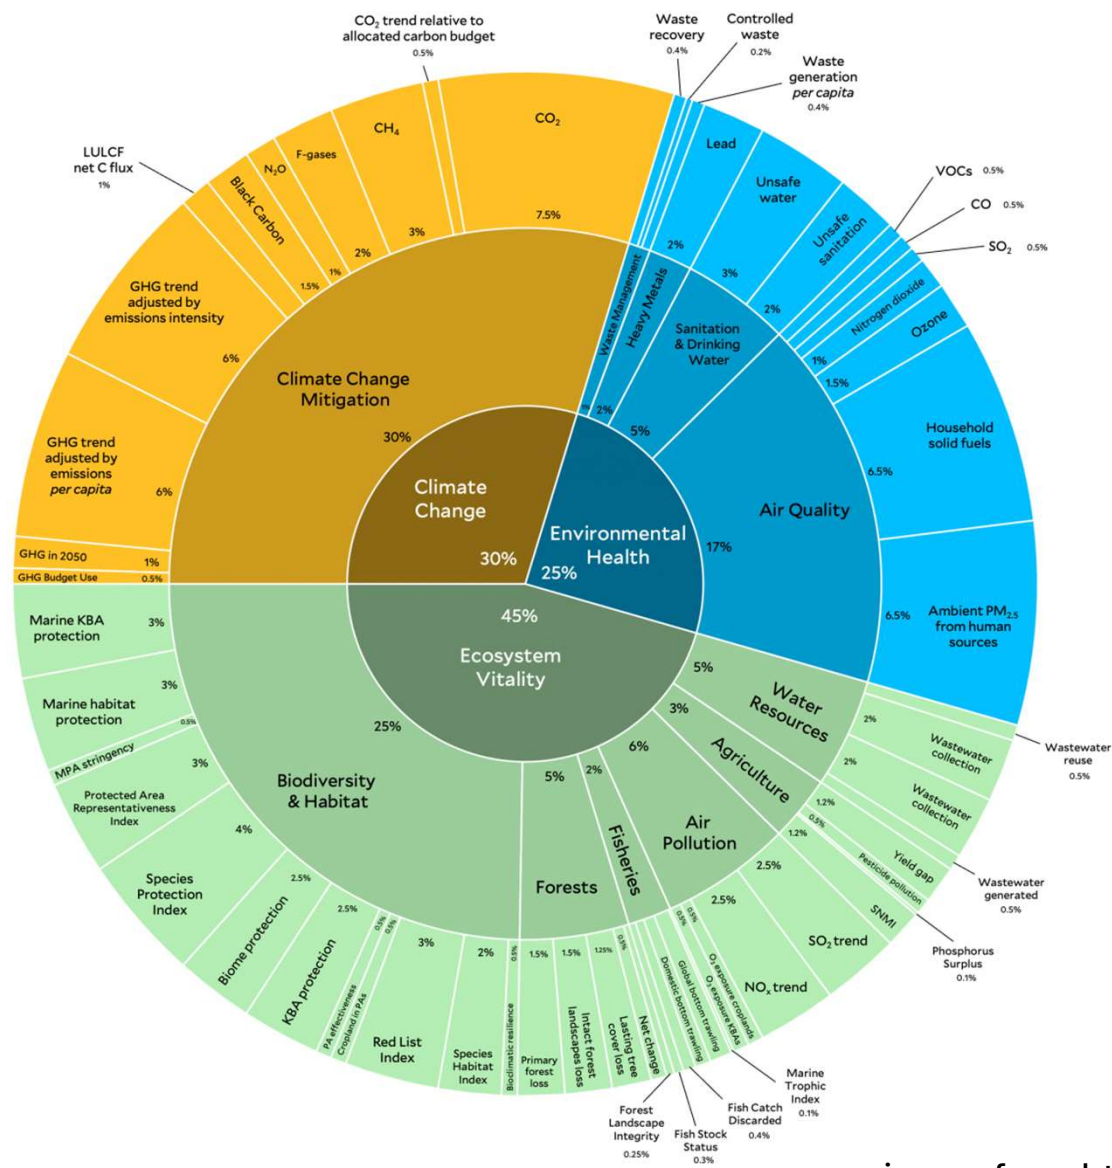 CO₂ trend relative to
allocated carbon budget
0.5%
Waste
recovery
0.4%
Controlled
waste
0.2%
Waste
generation
per capita
0.4%
LULCF
net C flux
1%
Black Carbon
1.5%
N₂O
1%
F-gases
2%
CH₄
3%
CO₂
7.5%
Lead
2%
Unsafe
water
3%
Unsafe
sanitation
2%
VOCs 0.5%
CO 0.5%
SO₂ 0.5%
Nitrogen dioxide
1%
Ozone
1.5%
Household
solid fuels
6.5%
Ambient PM₂.₅
from human
sources
6.5%
GHG trend
adjusted by
emissions intensity
6%
GHG trend
adjusted by
emissions
per capita
6%
GHG in 2050
1%
GHG Budget Use
0.5%
Climate Change
Mitigation
30%
Waste Management
Heavy Metals
2%
Sanitation
& Drinking
Water
5%
Air Quality
17%
Climate
Change
30%
Environmental
Health
25%
45%
Ecosystem
Vitality
Marine KBA
protection
3%
Marine habitat
protection
3%
MPA stringency
0.5%
Protected Area
Representativeness
Index
3%
Species
Protection
Index
4%
Biome protection
2.5%
KBA protection
2.5%
PA effectiveness
0.5%
Cropland in PAs
0.5%
Red List
Index
3%
Species
Habitat
Index
2%
Bioclimatic resilience
0.5%
Biodiversity
& Habitat
25%
Forests
5%
Fisheries
2%
Air
Pollution
6%
Agriculture
3%
Water
Resources
5%
Primary
forest
loss
1.5%
Intact forest
landscapes loss
1.5%
Lasting tree
cover loss
1.25%
Net change
0.5%
Forest
Landscape
Integrity
0.25%
Fish Stock
Status
0.3%
Fish Catch
Discarded
0.4%
Marine
Trophic
Index
0.1%
Domestic bottom trawling
Global bottom trawling
O₃ exposure KBAs
0.5%
O₃ exposure croplands
0.5%
NOₓ trend
2.5%
SO₂ trend
2.5%
SNMI
1.2%
Phosphorus
Surplus
0.1%
Pesticide pollution
0.5%
Yield gap
1.2%
Wastewater
generated
0.5%
Wastewater
collection
2%
Wastewater
collection
2%
Wastewater
reuse
0.5%